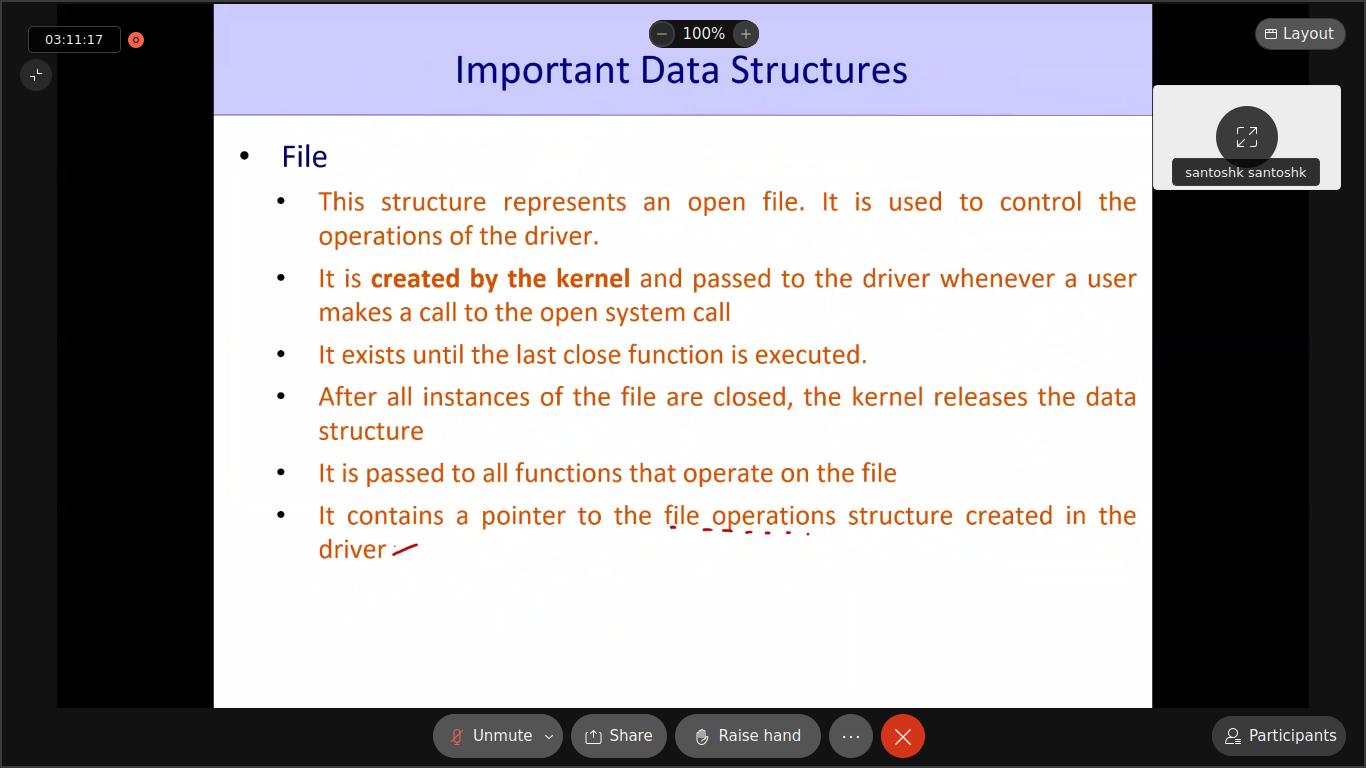 03:11:17
100%
Layout
Important Data Structures
santoshk santoshk
• File
• This structure represents an open file. It is used to control the
operations of the driver.
• It is created by the kernel and passed to the driver whenever a user
makes a call to the open system call
• It exists until the last close function is executed.
• After all instances of the file are closed, the kernel releases the data
structure
• It is passed to all functions that operate on the file
• It contains a pointer to the file operations structure created in the
driver
Unmute
Share
Raise hand
Participants